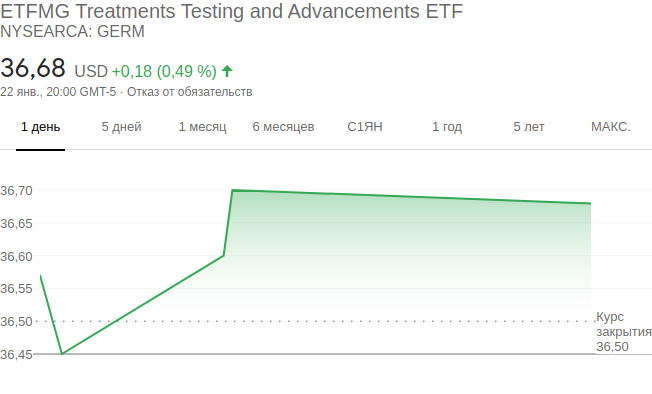 ETFMG Treatments Testing and Advancements ETF
NYSEARCA: GERM
36,68 USD +0,18 (0,49 %)
22 янв., 20:00 GMT-5 · Отказ от обязательств
1 день 5 дней 1 месяц 6 месяцев С1ЯН 1 год 5 лет МАКС.
36,70
36,65
36,60
36,55
36,50
36,45
Курс
закрытия
36,50